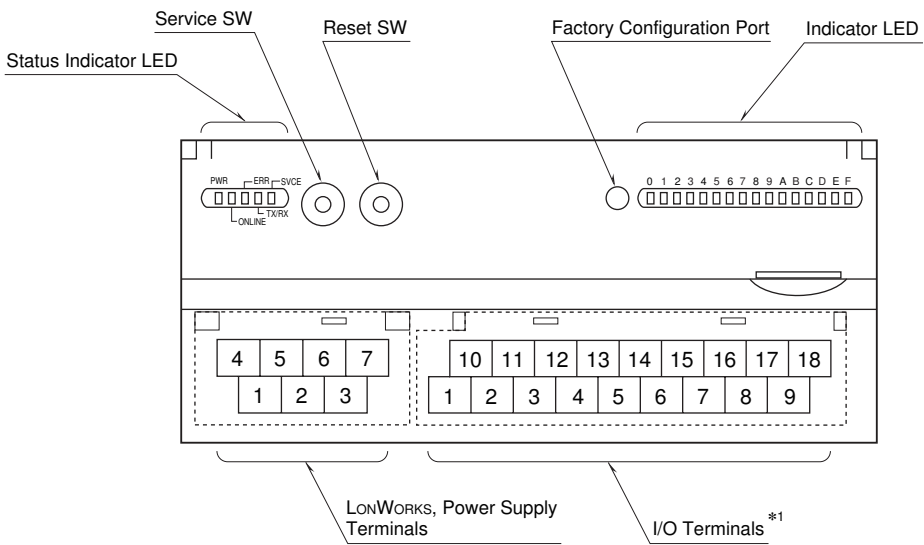 Service SW
Reset SW
Factory Configuration Port
Indicator LED
Status Indicator LED
PWR
ERR
SVCE
TX/RX
ONLINE
0 1 2 3 4 5 6 7 8 9 A B C D E F
4 5 6 7
1 2 3
10 11 12 13 14 15 16 17 18
1 2 3 4 5 6 7 8 9
LONWORKS, Power Supply
Terminals
I/O Terminals *1